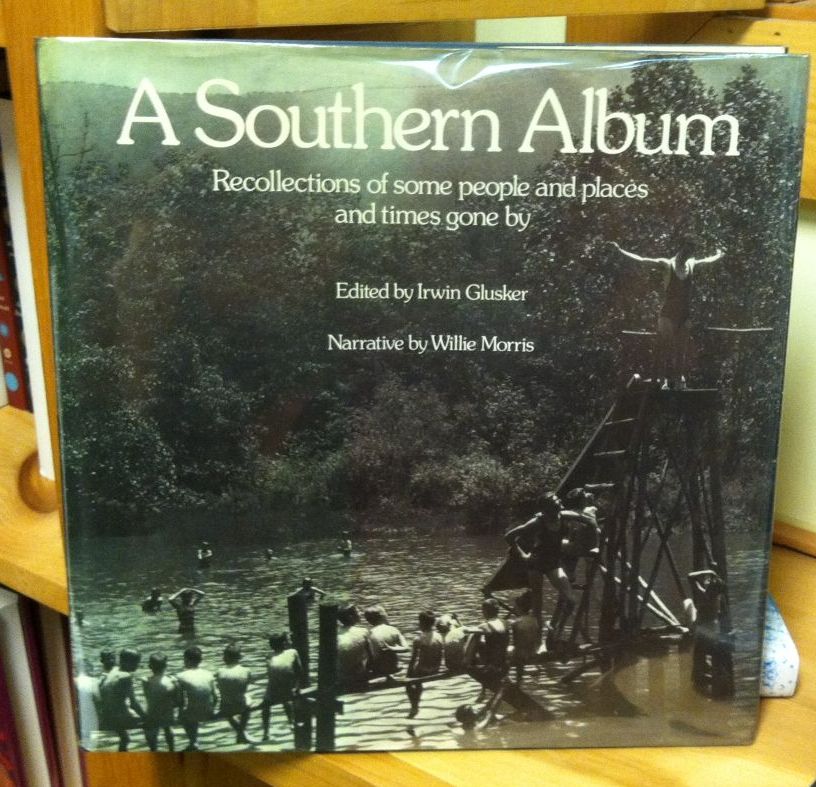 A Southern Album
Recollections of some people and places
and times gone by
Edited by Irwin Glusker
Narrative by Willie Morris